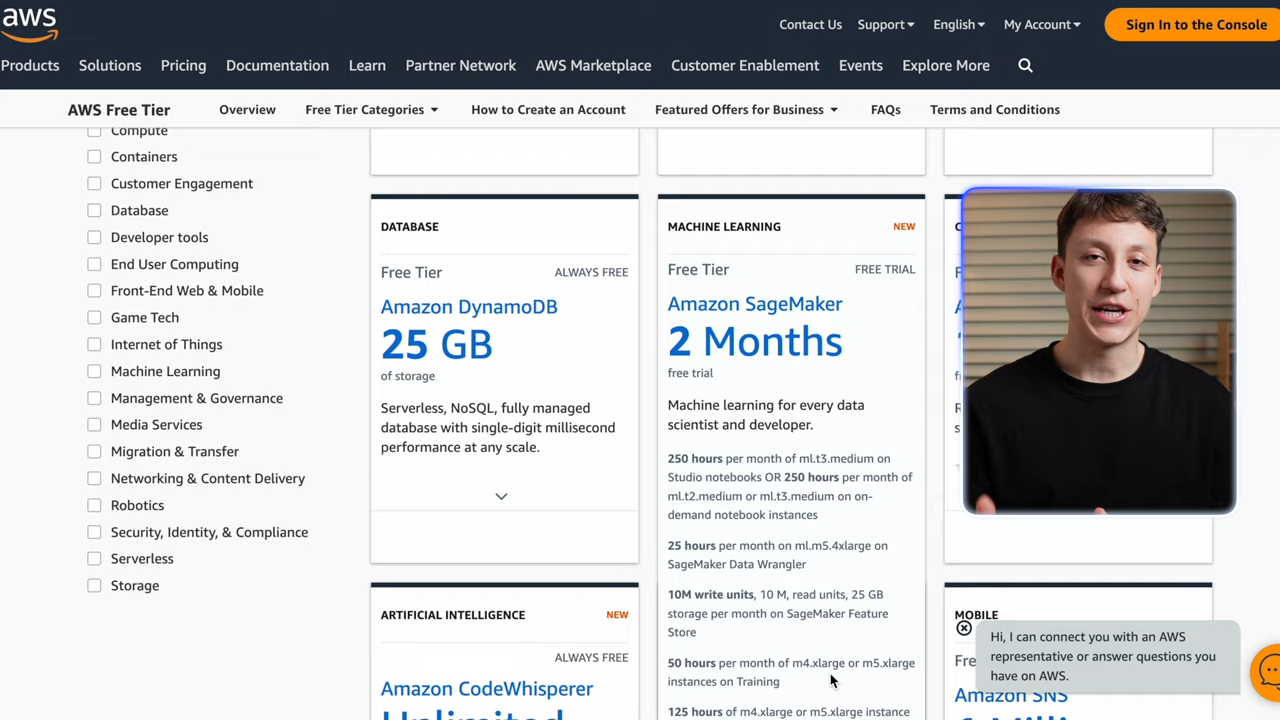 aws
Contact Us Support English My Account Sign In to the Console
Products Solutions Pricing Documentation Learn Partner Network AWS Marketplace Customer Enablement Events Explore More
AWS Free Tier Overview Free Tier Categories How to Create an Account Featured Offers for Business FAQs Terms and Conditions
Compute
Containers
Customer Engagement
Database
Developer tools
End User Computing
Front-End Web & Mobile
Game Tech
Internet of Things
Machine Learning
Management & Governance
Media Services
Migration & Transfer
Networking & Content Delivery
Robotics
Security, Identity, & Compliance
Serverless
Storage
DATABASE
Free Tier ALWAYS FREE
Amazon DynamoDB
25 GB
of storage
Serverless, NoSQL, fully managed
database with single-digit millisecond
performance at any scale.
MACHINE LEARNING NEW
Free Tier FREE TRIAL
Amazon SageMaker
2 Months
free trial
Machine learning for every data
scientist and developer.
250 hours per month of ml.t3.medium on
Studio notebooks OR 250 hours per month of
ml.t2.medium or ml.t3.medium on on-
demand notebook instances
25 hours per month on ml.m5.4xlarge on
SageMaker Data Wrangler
10M write units, 10 M, read units, 25 GB
storage per month on SageMaker Feature
Store
50 hours per month of m4.xlarge or m5.xlarge
instances on Training
125 hours of m4.xlarge or m5.xlarge instance
ARTIFICIAL INTELLIGENCE NEW
ALWAYS FREE
Amazon CodeWhisperer
Unlimited
MOBILE
Hi, I can connect you with an AWS
representative or answer questions you
have on AWS.
Amazon SNS